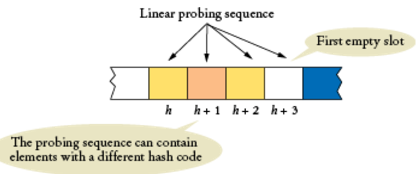 Linear probing sequence
First empty slot
h h + 1 h + 2 h + 3
The probing sequence can contain
elements with a different hash code